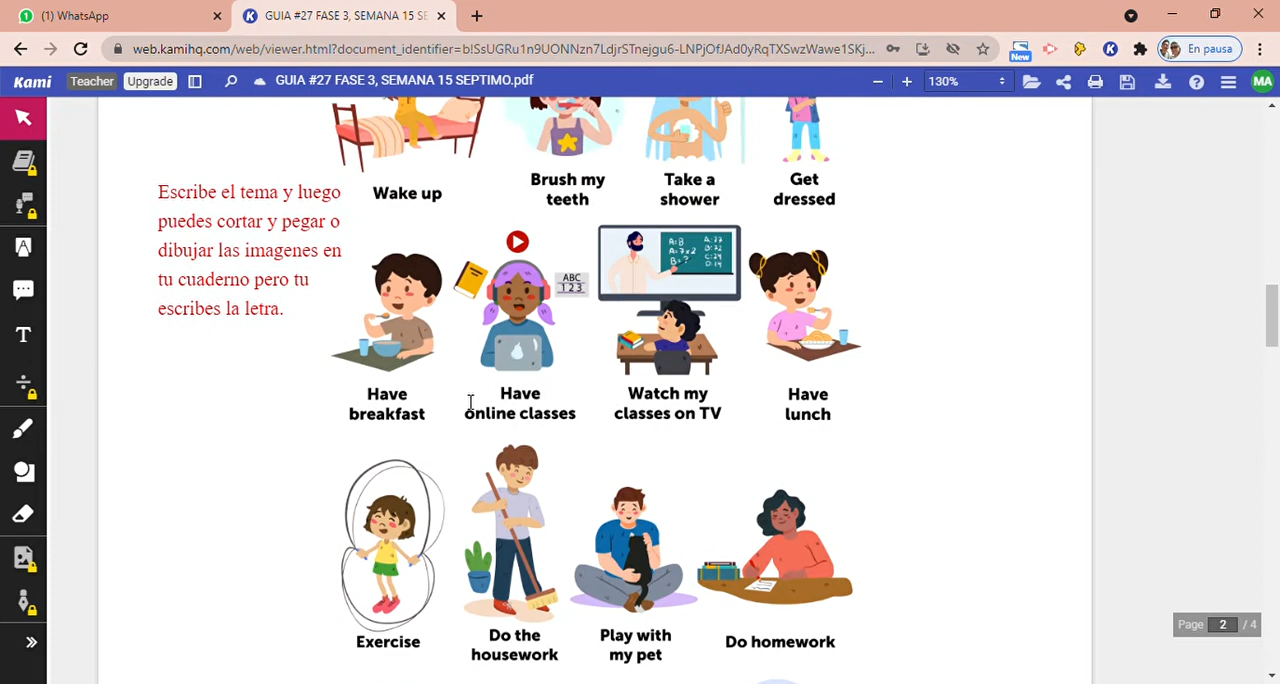 (1) WhatsApp
GUIA #27 FASE 3, SEMANA 15 SE
web.kamihq.com/web/viewer.html?document_identifier=blSsUGRu1n9UONNzn7LdjrSTnejgu6-LNPjOfJAd0yRqTXSwzWawe1SKj...
New
En pausa
Kami
Teacher
Upgrade
GUIA #27 FASE 3, SEMANA 15 SEPTIMO.pdf
130%
MA
Wake up
Brush my
teeth
Take a
shower
Get
dressed
Escribe el tema y luego
puedes cortar y pegar o
dibujar las imagenes en
tu cuaderno pero tu
escribes la letra.
ABC
123
Have
breakfast
Have
online classes
Watch my
classes on TV
Have
lunch
Exercise
Do the
housework
Play with
my pet
Do homework
Page 2 / 4